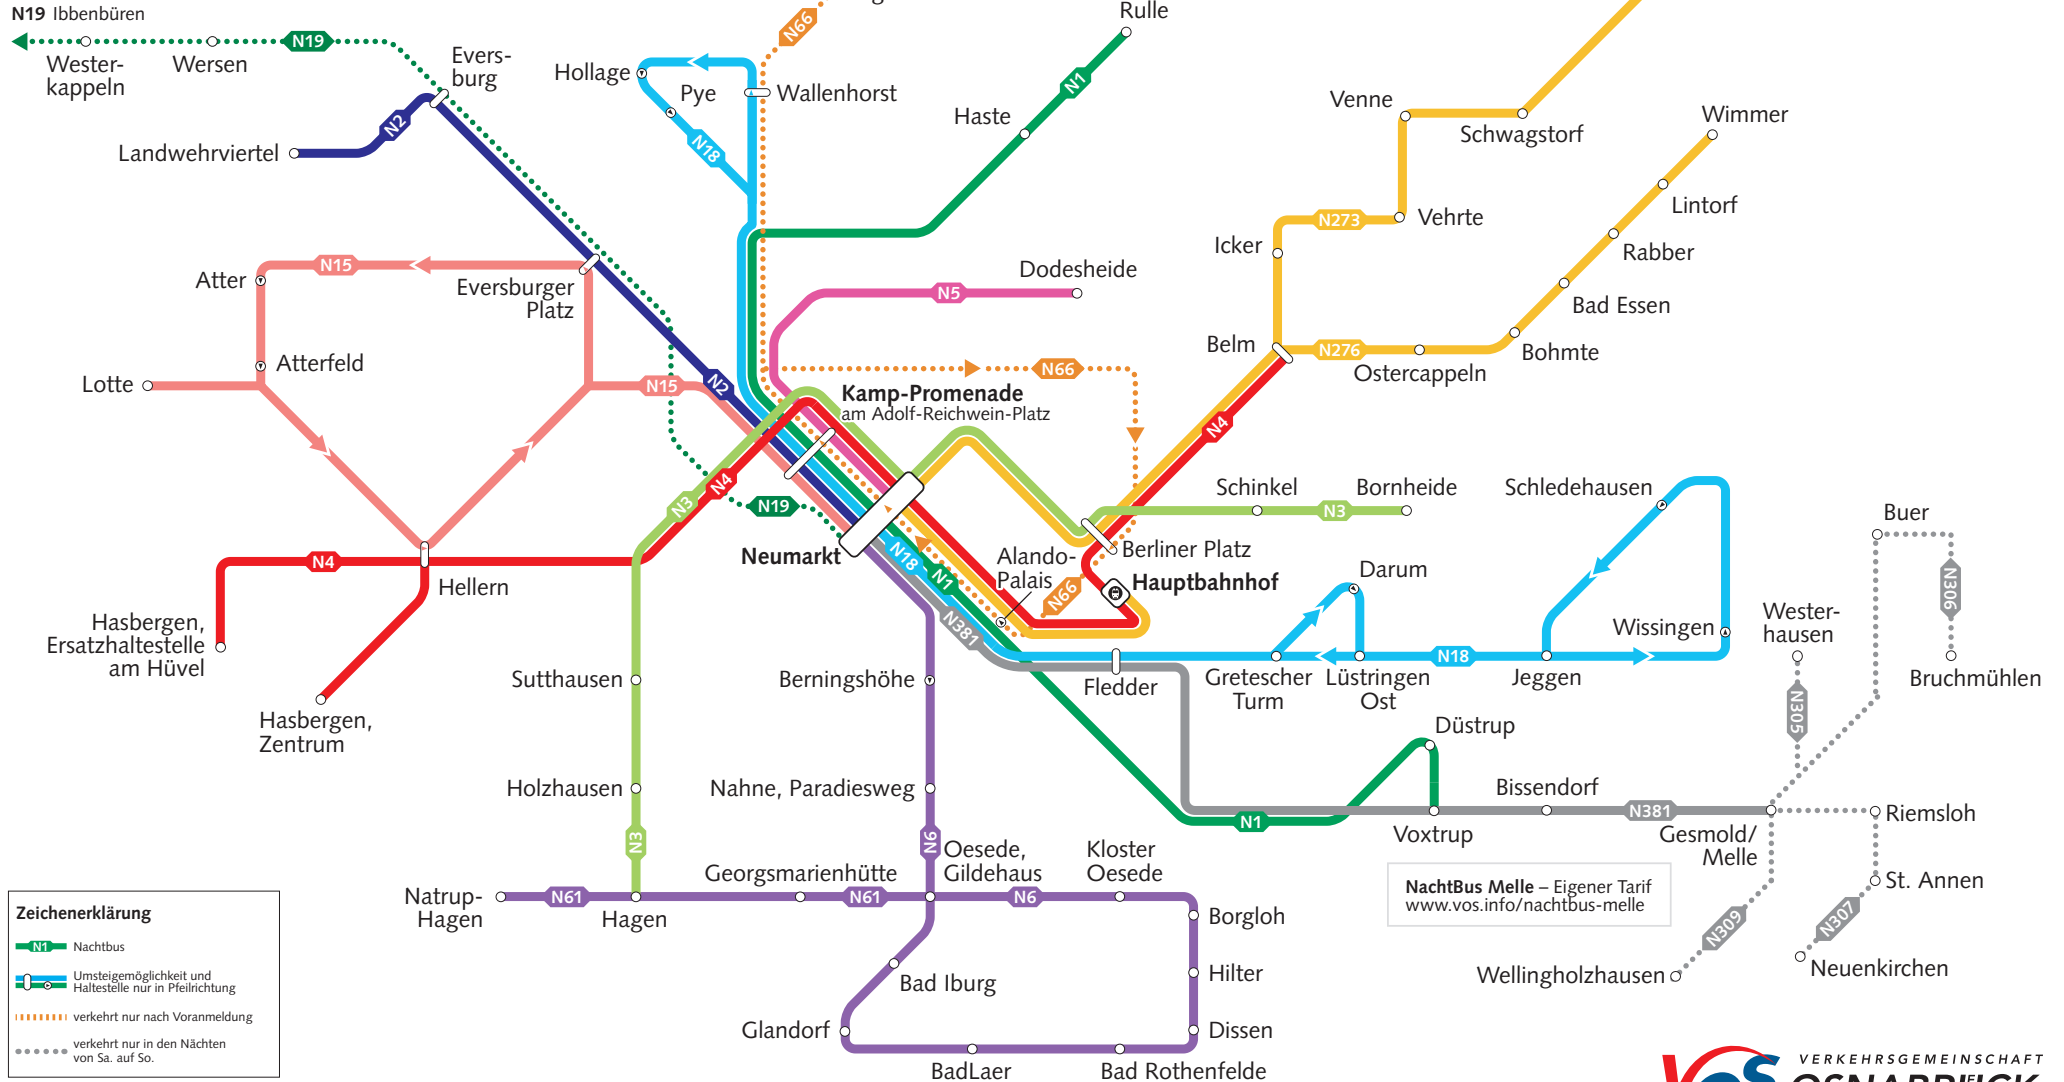 N19 Ibbenbüren
N19
Wester-
kappeln
Wersen
Evers-
burg
N2
Landwehrviertel
Hollage
Pye
N18
Wallenhorst
N66
Rulle
N1
Haste
Venne
Schwagstorf
Wimmer
Lintorf
Rabber
Bad Essen
Bohmte
N273
Vehrte
Icker
Belm
N276
Ostercappeln
Atter
N15
Eversburger
Platz
Atterfeld
Lotte
N15
N2
Dodesheide
N5
N66
Kamp-Promenade
am Adolf-Reichwein-Platz
N4
N3
N4
N19
Neumarkt
Schinkel
Bornheide
N3
Berliner Platz
Hauptbahnhof
Alando-
Palais
N66
N18
N1
N381
N4
Hellern
Hasbergen,
Ersatzhaltestelle
am Hüvel
Hasbergen,
Zentrum
Schledehausen
Darum
Wissingen
Gretescher
Turm
Lüstringen
Ost
N18
Jeggen
Fledder
Buer
N306
Bruchmühlen
Wester-
hausen
N305
Sutthausen
Berningshöhe
Düstrup
Holzhausen
Nahne, Paradiesweg
N1
Voxtrup
Bissendorf
N381
Gesmold/
Melle
Riemsloh
St. Annen
N307
Neuenkirchen
N309
Wellingholzhausen
N3
N6
Natrup-
Hagen
N61
Hagen
Georgsmarienhütte
N61
Oesede,
Gildehaus
N6
Kloster
Oesede
Borgloh
Hilter
Dissen
Bad Rothenfelde
BadLaer
Glandorf
Bad Iburg
NachtBus Melle – Eigener Tarif
www.vos.info/nachtbus-melle
Zeichenerklärung
N1 Nachtbus
Umsteigemöglichkeit und
Haltestelle nur in Pfeilrichtung
verkehrt nur nach Voranmeldung
verkehrt nur in den Nächten
von Sa. auf So.
VOS
VERKEHRSGEMEINSCHAFT